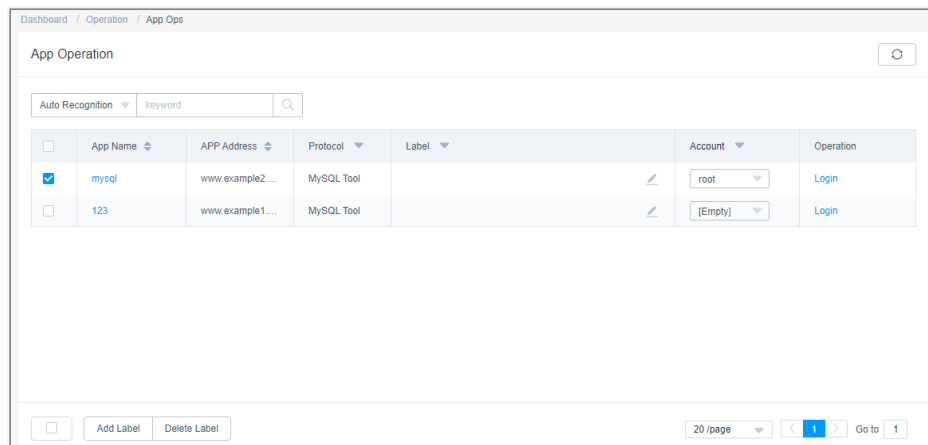 Dashboard / Operation / App Ops
App Operation
Auto Recognition keyword
App Name APP Address Protocol Label Account Operation
mysql www.example2.... MySQL Tool root Login
123 www.example1.... MySQL Tool [Empty] Login
Add Label Delete Label 20 /page 1 Go to 1